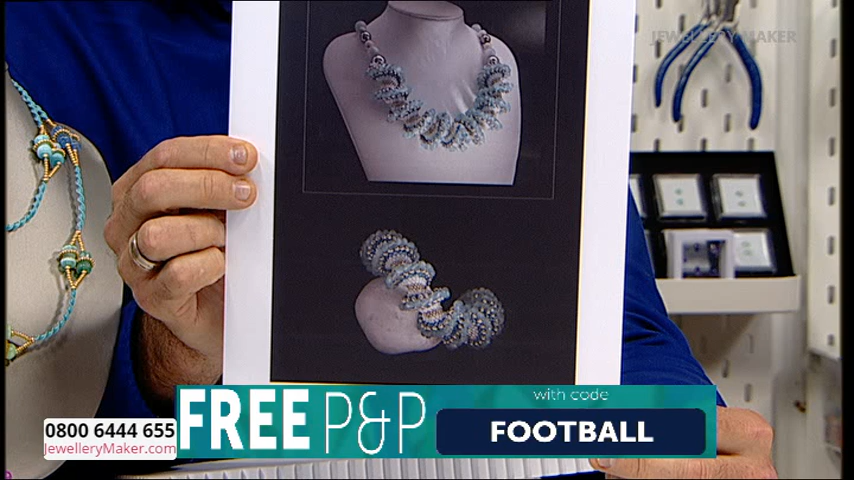 JEWELLERY MAKER
0800 6444 655
JewelleryMaker.com
FREE P&P
with code
FOOTBALL